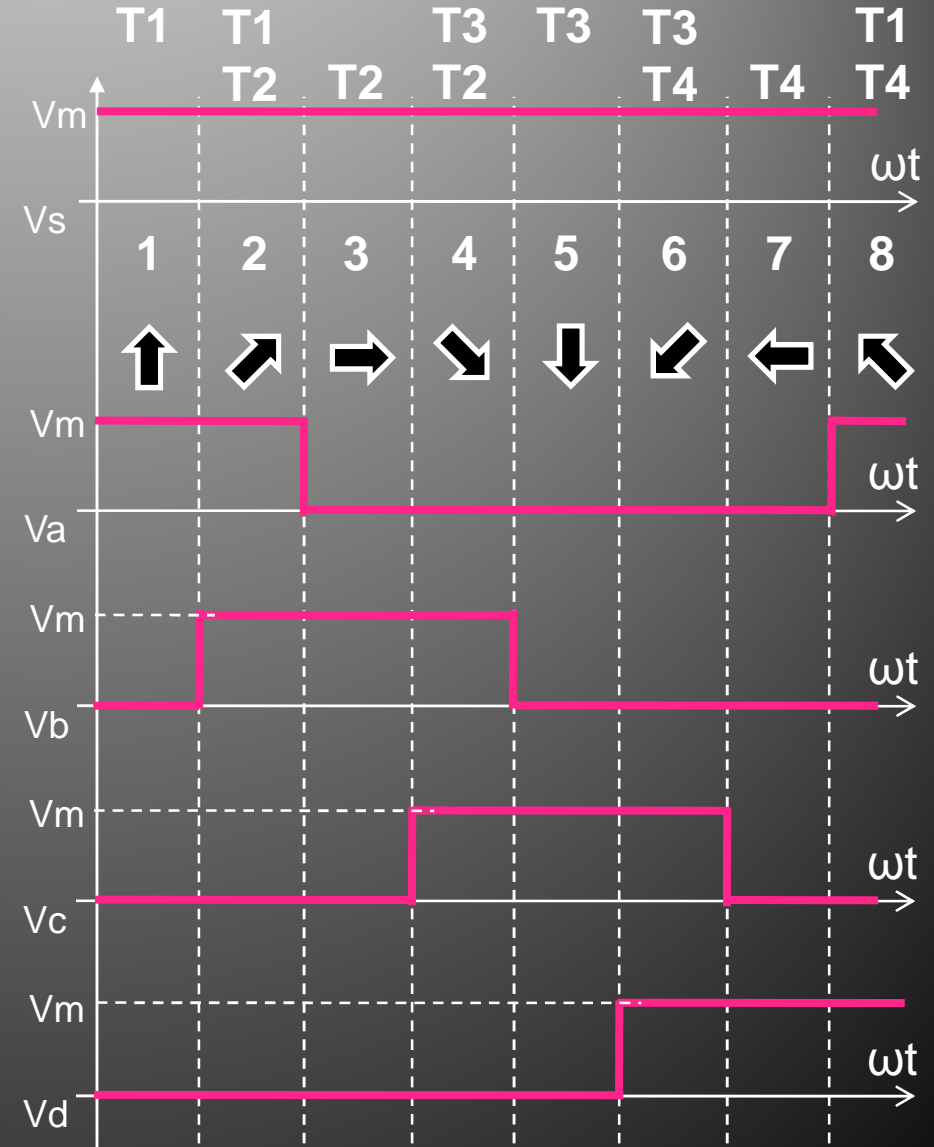 T1 T1 T3 T3 T3 T1
T2 T2 T2 T4 T4 T4
Vm
ωt
Vs
1 2 3 4 5 6 7 8
Vm
ωt
Va
Vm
ωt
Vb
Vm
ωt
Vc
Vm
ωt
Vd